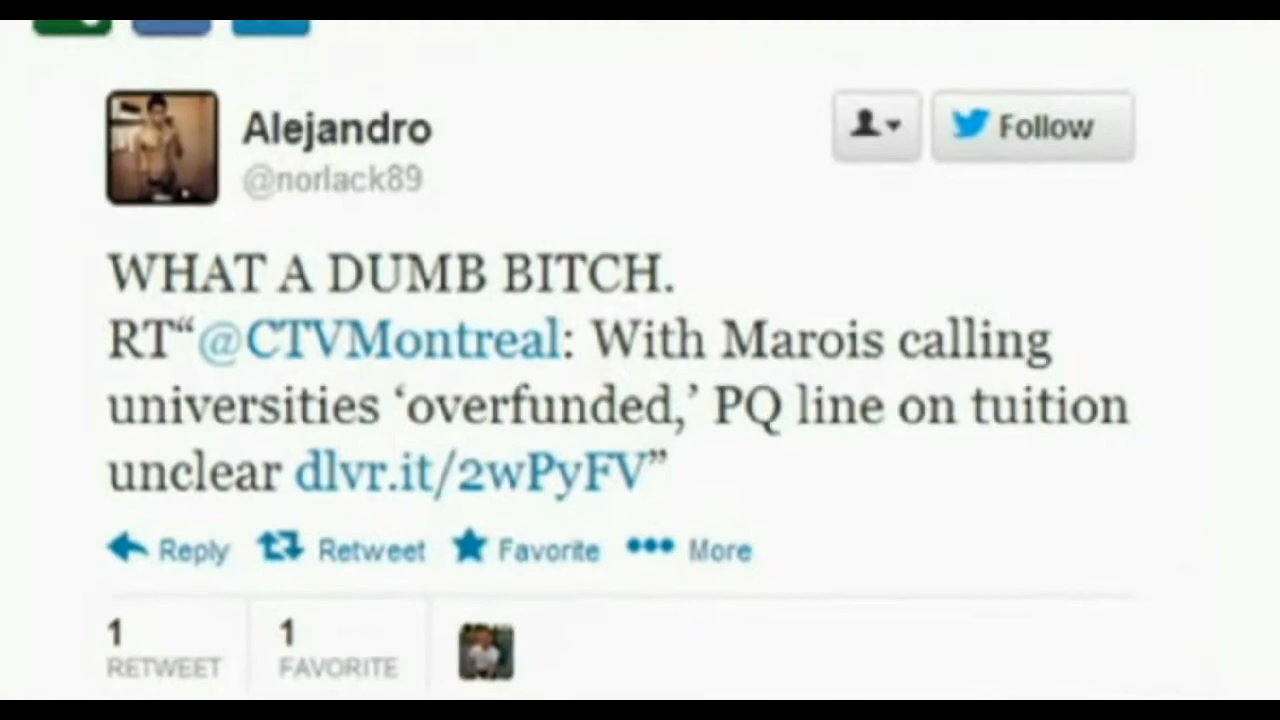 Alejandro
Follow
@norlack89
WHAT A DUMB BITCH.
RT“@CTVMontreal: With Marois calling
universities ‘overfunded,’ PQ line on tuition
unclear dlvr.it/2wPyFV”
Reply Retweet Favorite More
1 1
RETWEET FAVORITE